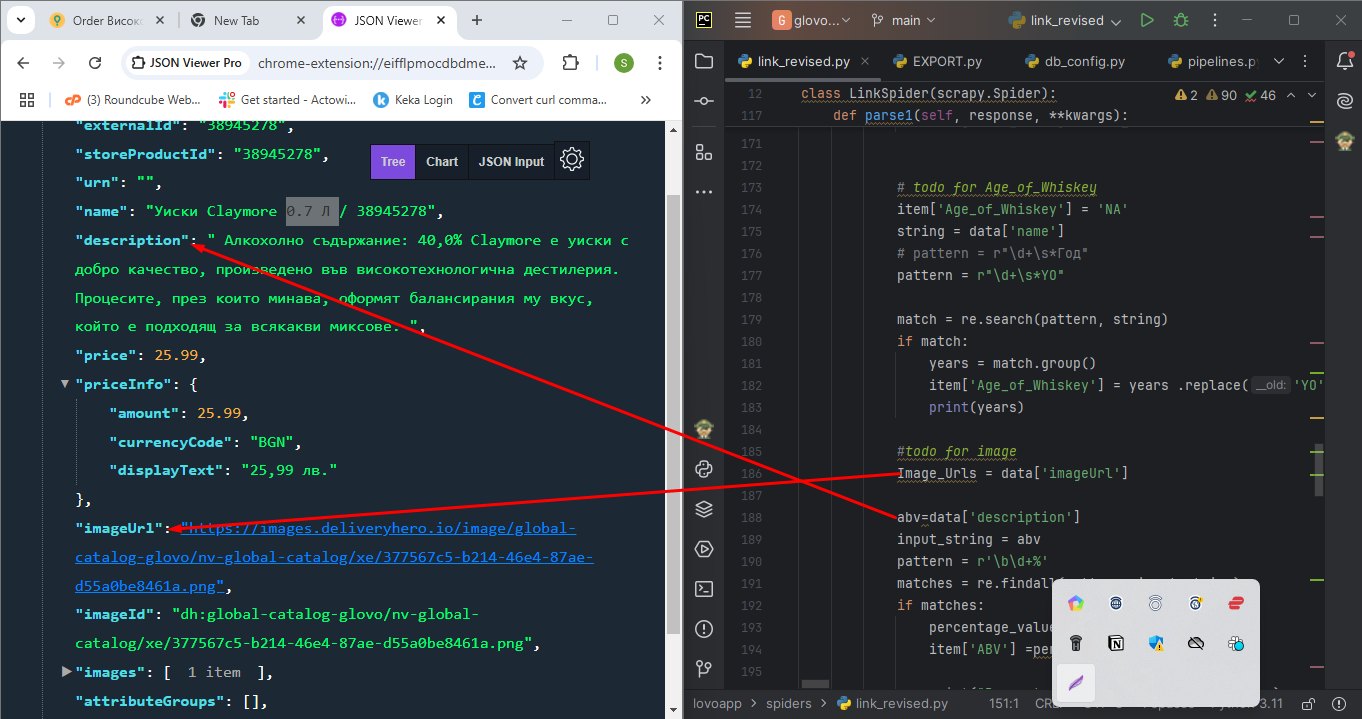 Order Висок
New Tab
JSON Viewer
JSON Viewer Pro
chrome-extension://eifflpmocdbdme...
S
(3) Roundcube Web...
Get started - Actowi...
Keka Login
Convert curl comma...
"externalId": "38945278",
"storeProductId": "38945278",
"urn": "",
"name": "Уиски Claymore 0.7 Л / 38945278",
"description": " Алкохолно съдържание: 40,0% Claymore е уиски с
добро качество, произведено във високотехнологична дестилерия.
Процесите, през които минава, оформят балансирания му вкус,
който е подходящ за всякакви миксове. ",
"price": 25.99,
"priceInfo": {
"amount": 25.99,
"currencyCode": "BGN",
"displayText": "25,99 лв."
},
"imageUrl": "https://images.deliveryhero.io/image/global-
catalog-glovo/nv-global-catalog/xe/377567c5-b214-46e4-87ae-
d55a0be8461a.png",
"imageId": "dh:global-catalog-glovo/nv-global-
catalog/xe/377567c5-b214-46e4-87ae-d55a0be8461a.png",
"images": [ 1 item ],
"attributeGroups": [],
Tree Chart JSON Input
PC
G glovo...
main
link_revised
link_revised.py
EXPORT.py
db_config.py
pipelines.p
12 class LinkSpider(scrapy.Spider):
2 90 46
117 def parse1(self, response, **kwargs):
171
172
173 # todo for Age_of_Whiskey
174 item['Age_of_Whiskey'] = 'NA'
175 string = data['name']
176 # pattern = r"\d+\s*Год"
177 pattern = r"\d+\s*YO"
178
179 match = re.search(pattern, string)
180 if match:
181 years = match.group()
182 item['Age_of_Whiskey'] = years .replace( __old: 'YO'
183 print(years)
184
185 #todo for image
186 Image_Urls = data['imageUrl']
187
188 abv=data['description']
189 input_string = abv
190 pattern = r'\b\d+%'
191 matches = re.findall
192 if matches:
193 percentage_valu
194 item['ABV'] =pe
195
lovoapp > spiders > link_revised.py
151:1
3.11